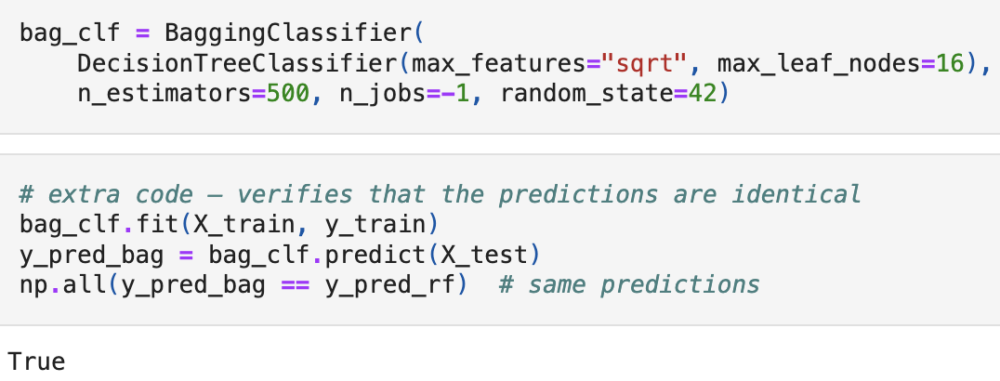 bag_clf = BaggingClassifier(
    DecisionTreeClassifier(max_features="sqrt", max_leaf_nodes=16),
    n_estimators=500, n_jobs=-1, random_state=42)
# extra code – verifies that the predictions are identical
bag_clf.fit(X_train, y_train)
y_pred_bag = bag_clf.predict(X_test)
np.all(y_pred_bag == y_pred_rf)  # same predictions
True